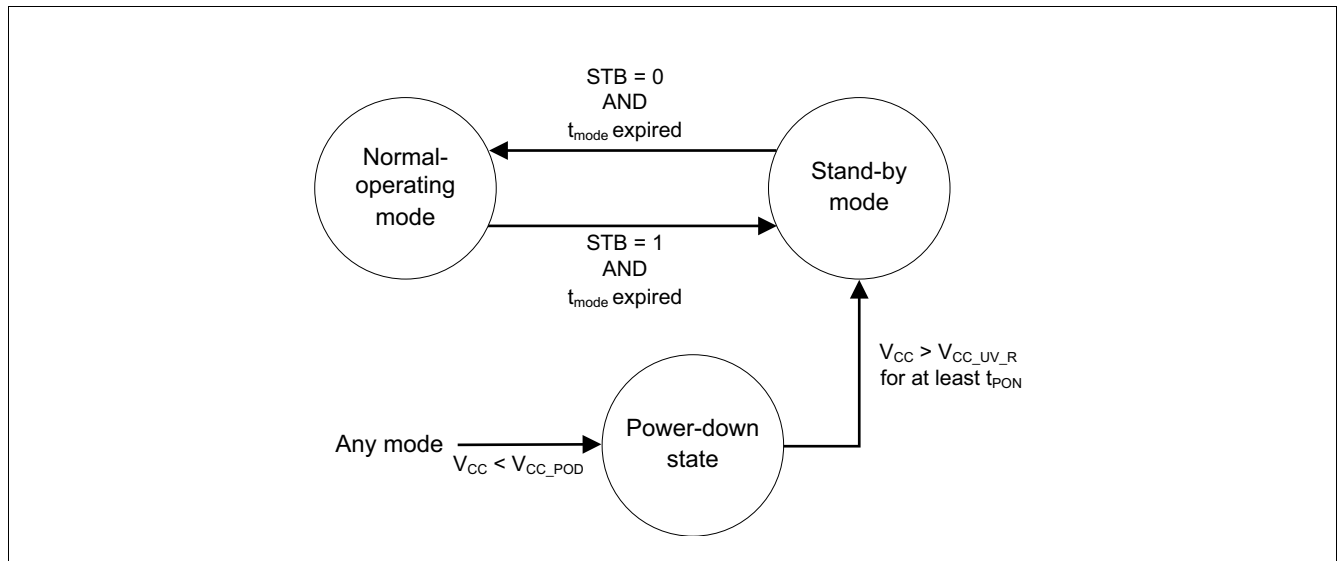 STB = 0
AND
tmode expired
Normal-
operating
mode
Stand-by
mode
STB = 1
AND
tmode expired
VCC > VCC_UV_R
for at least tPON
Any mode
VCC < VCC_POD
Power-down
state